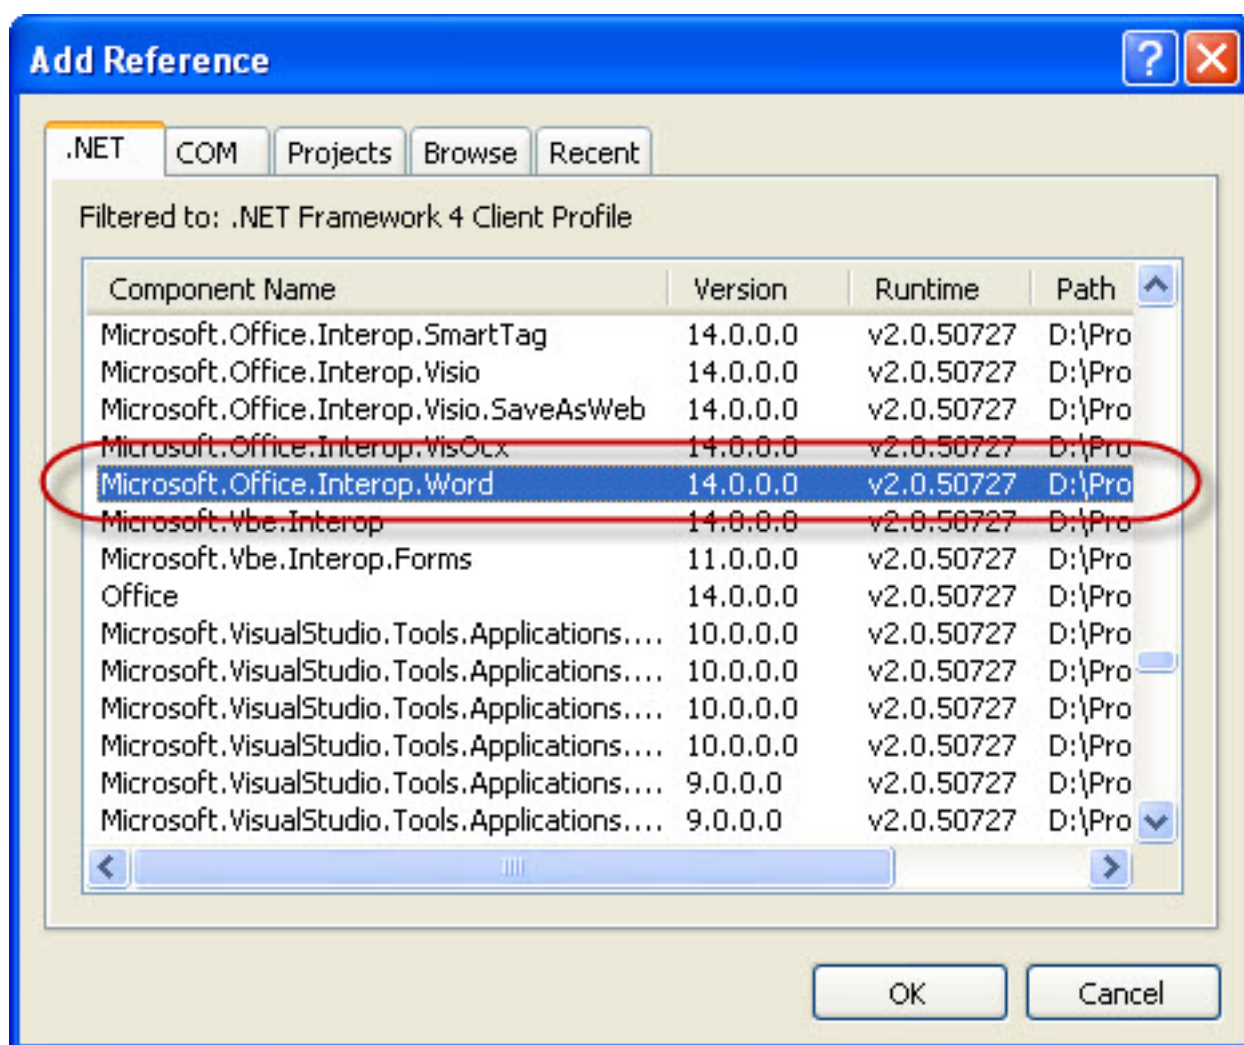 Add Reference
.NET COM Projects Browse Recent
Filtered to: .NET Framework 4 Client Profile
Component Name Version Runtime Path
Microsoft.Office.Interop.SmartTag 14.0.0.0 v2.0.50727 D:\Pro
Microsoft.Office.Interop.Visio 14.0.0.0 v2.0.50727 D:\Pro
Microsoft.Office.Interop.Visio.SaveAsWeb 14.0.0.0 v2.0.50727 D:\Pro
Microsoft.Office.Interop.VisOcx 14.0.0.0 v2.0.50727 D:\Pro
Microsoft.Office.Interop.Word 14.0.0.0 v2.0.50727 D:\Pro
Microsoft.Vbe.Interop 14.0.0.0 v2.0.50727 D:\Pro
Microsoft.Vbe.Interop.Forms 11.0.0.0 v2.0.50727 D:\Pro
Office 14.0.0.0 v2.0.50727 D:\Pro
Microsoft.VisualStudio.Tools.Applications.... 10.0.0.0 v2.0.50727 D:\Pro
Microsoft.VisualStudio.Tools.Applications.... 10.0.0.0 v2.0.50727 D:\Pro
Microsoft.VisualStudio.Tools.Applications.... 10.0.0.0 v2.0.50727 D:\Pro
Microsoft.VisualStudio.Tools.Applications.... 10.0.0.0 v2.0.50727 D:\Pro
Microsoft.VisualStudio.Tools.Applications.... 9.0.0.0 v2.0.50727 D:\Pro
Microsoft.VisualStudio.Tools.Applications.... 9.0.0.0 v2.0.50727 D:\Pro
OK Cancel